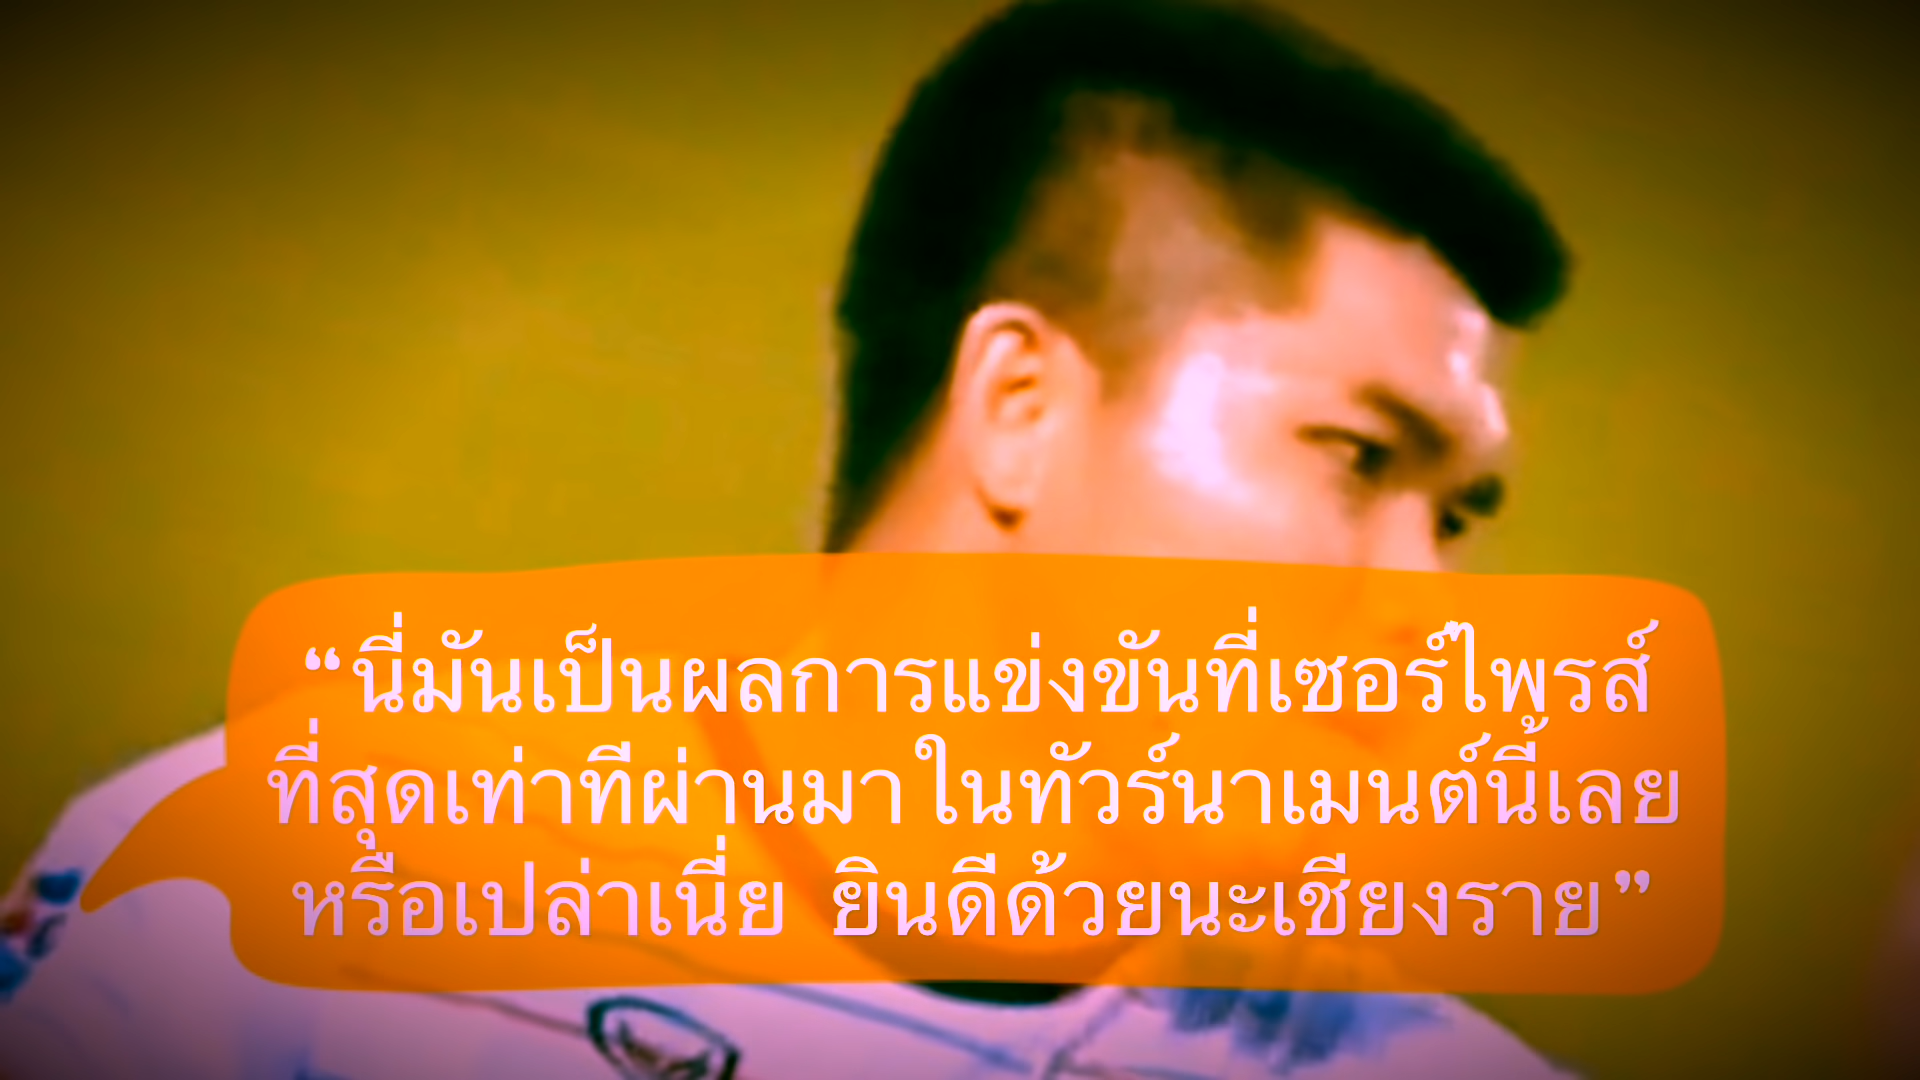 “นี่มันเป็นผลการแข่งขันที่เซอร์ไพรส์
ที่สุดเท่าทีผ่านมาในทัวร์นาเมนต์นี้เลย
หรือเปล่าเนี่ย ยินดีด้วยนะเชียงราย”